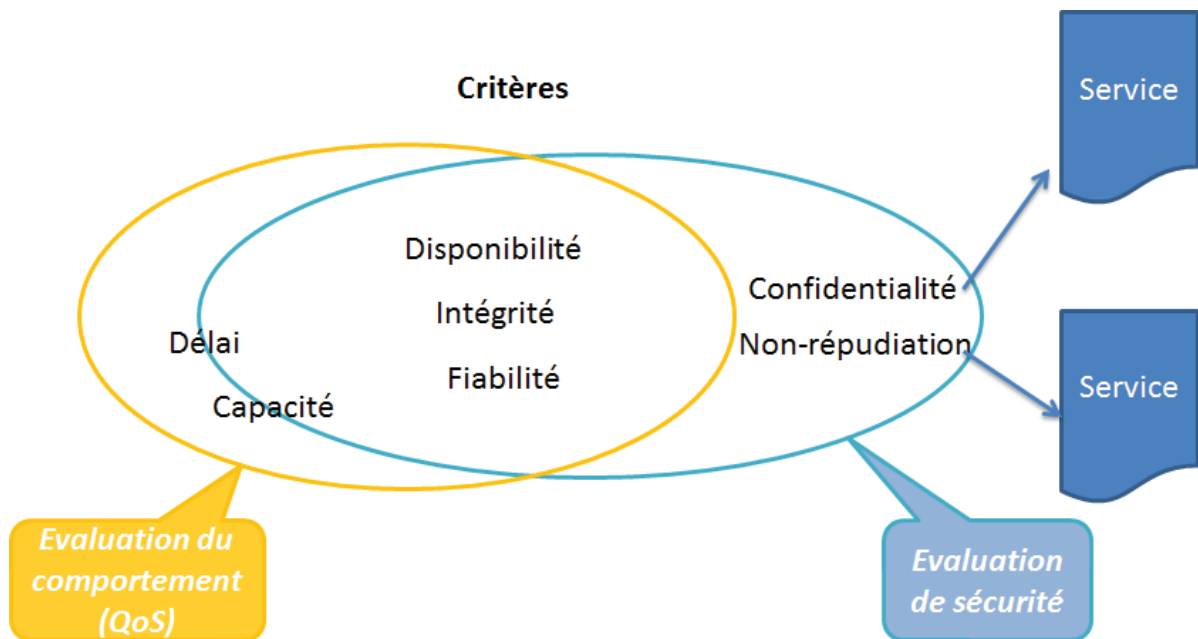 Critères
Service
Disponibilité
Confidentialité
Intégrité
Délai
Non-répudiation
Fiabilité
Service
Capacité
Evaluation du
comportement
(QoS)
Evaluation
de sécurité